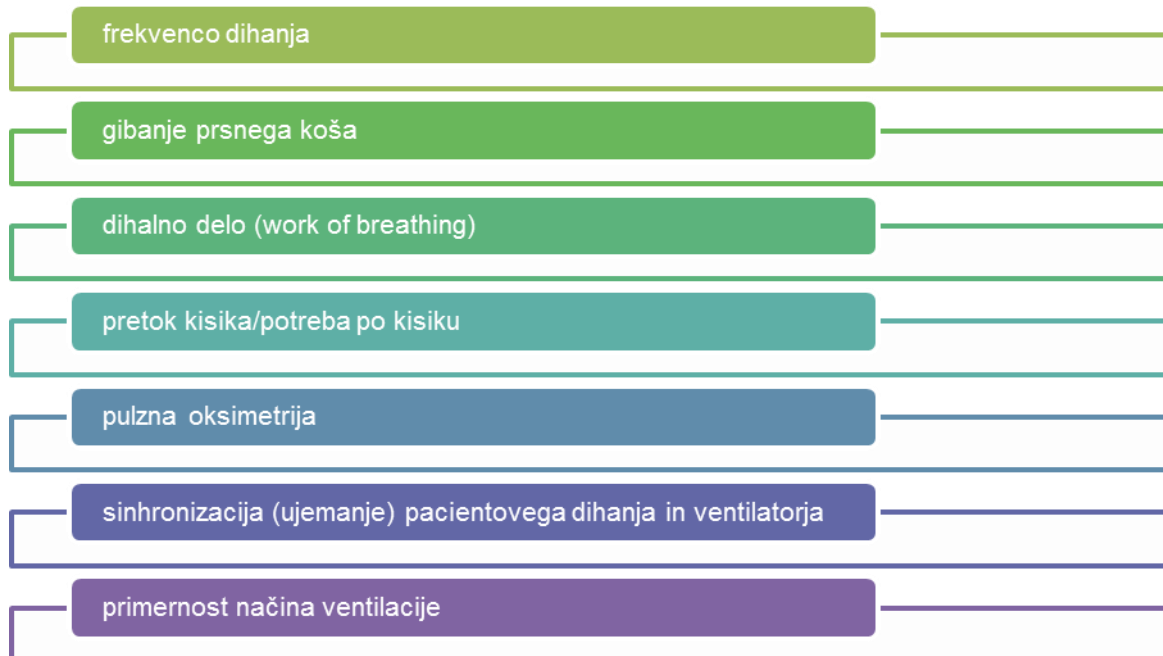 frekvenco dihanja
gibanje prsnega koša
dihalno delo (work of breathing)
pretok kisika/potreba po kisiku
pulzna oksimetrija
sinhronizacija (ujemanje) pacientovega dihanja in ventilatorja
primernost načina ventilacije